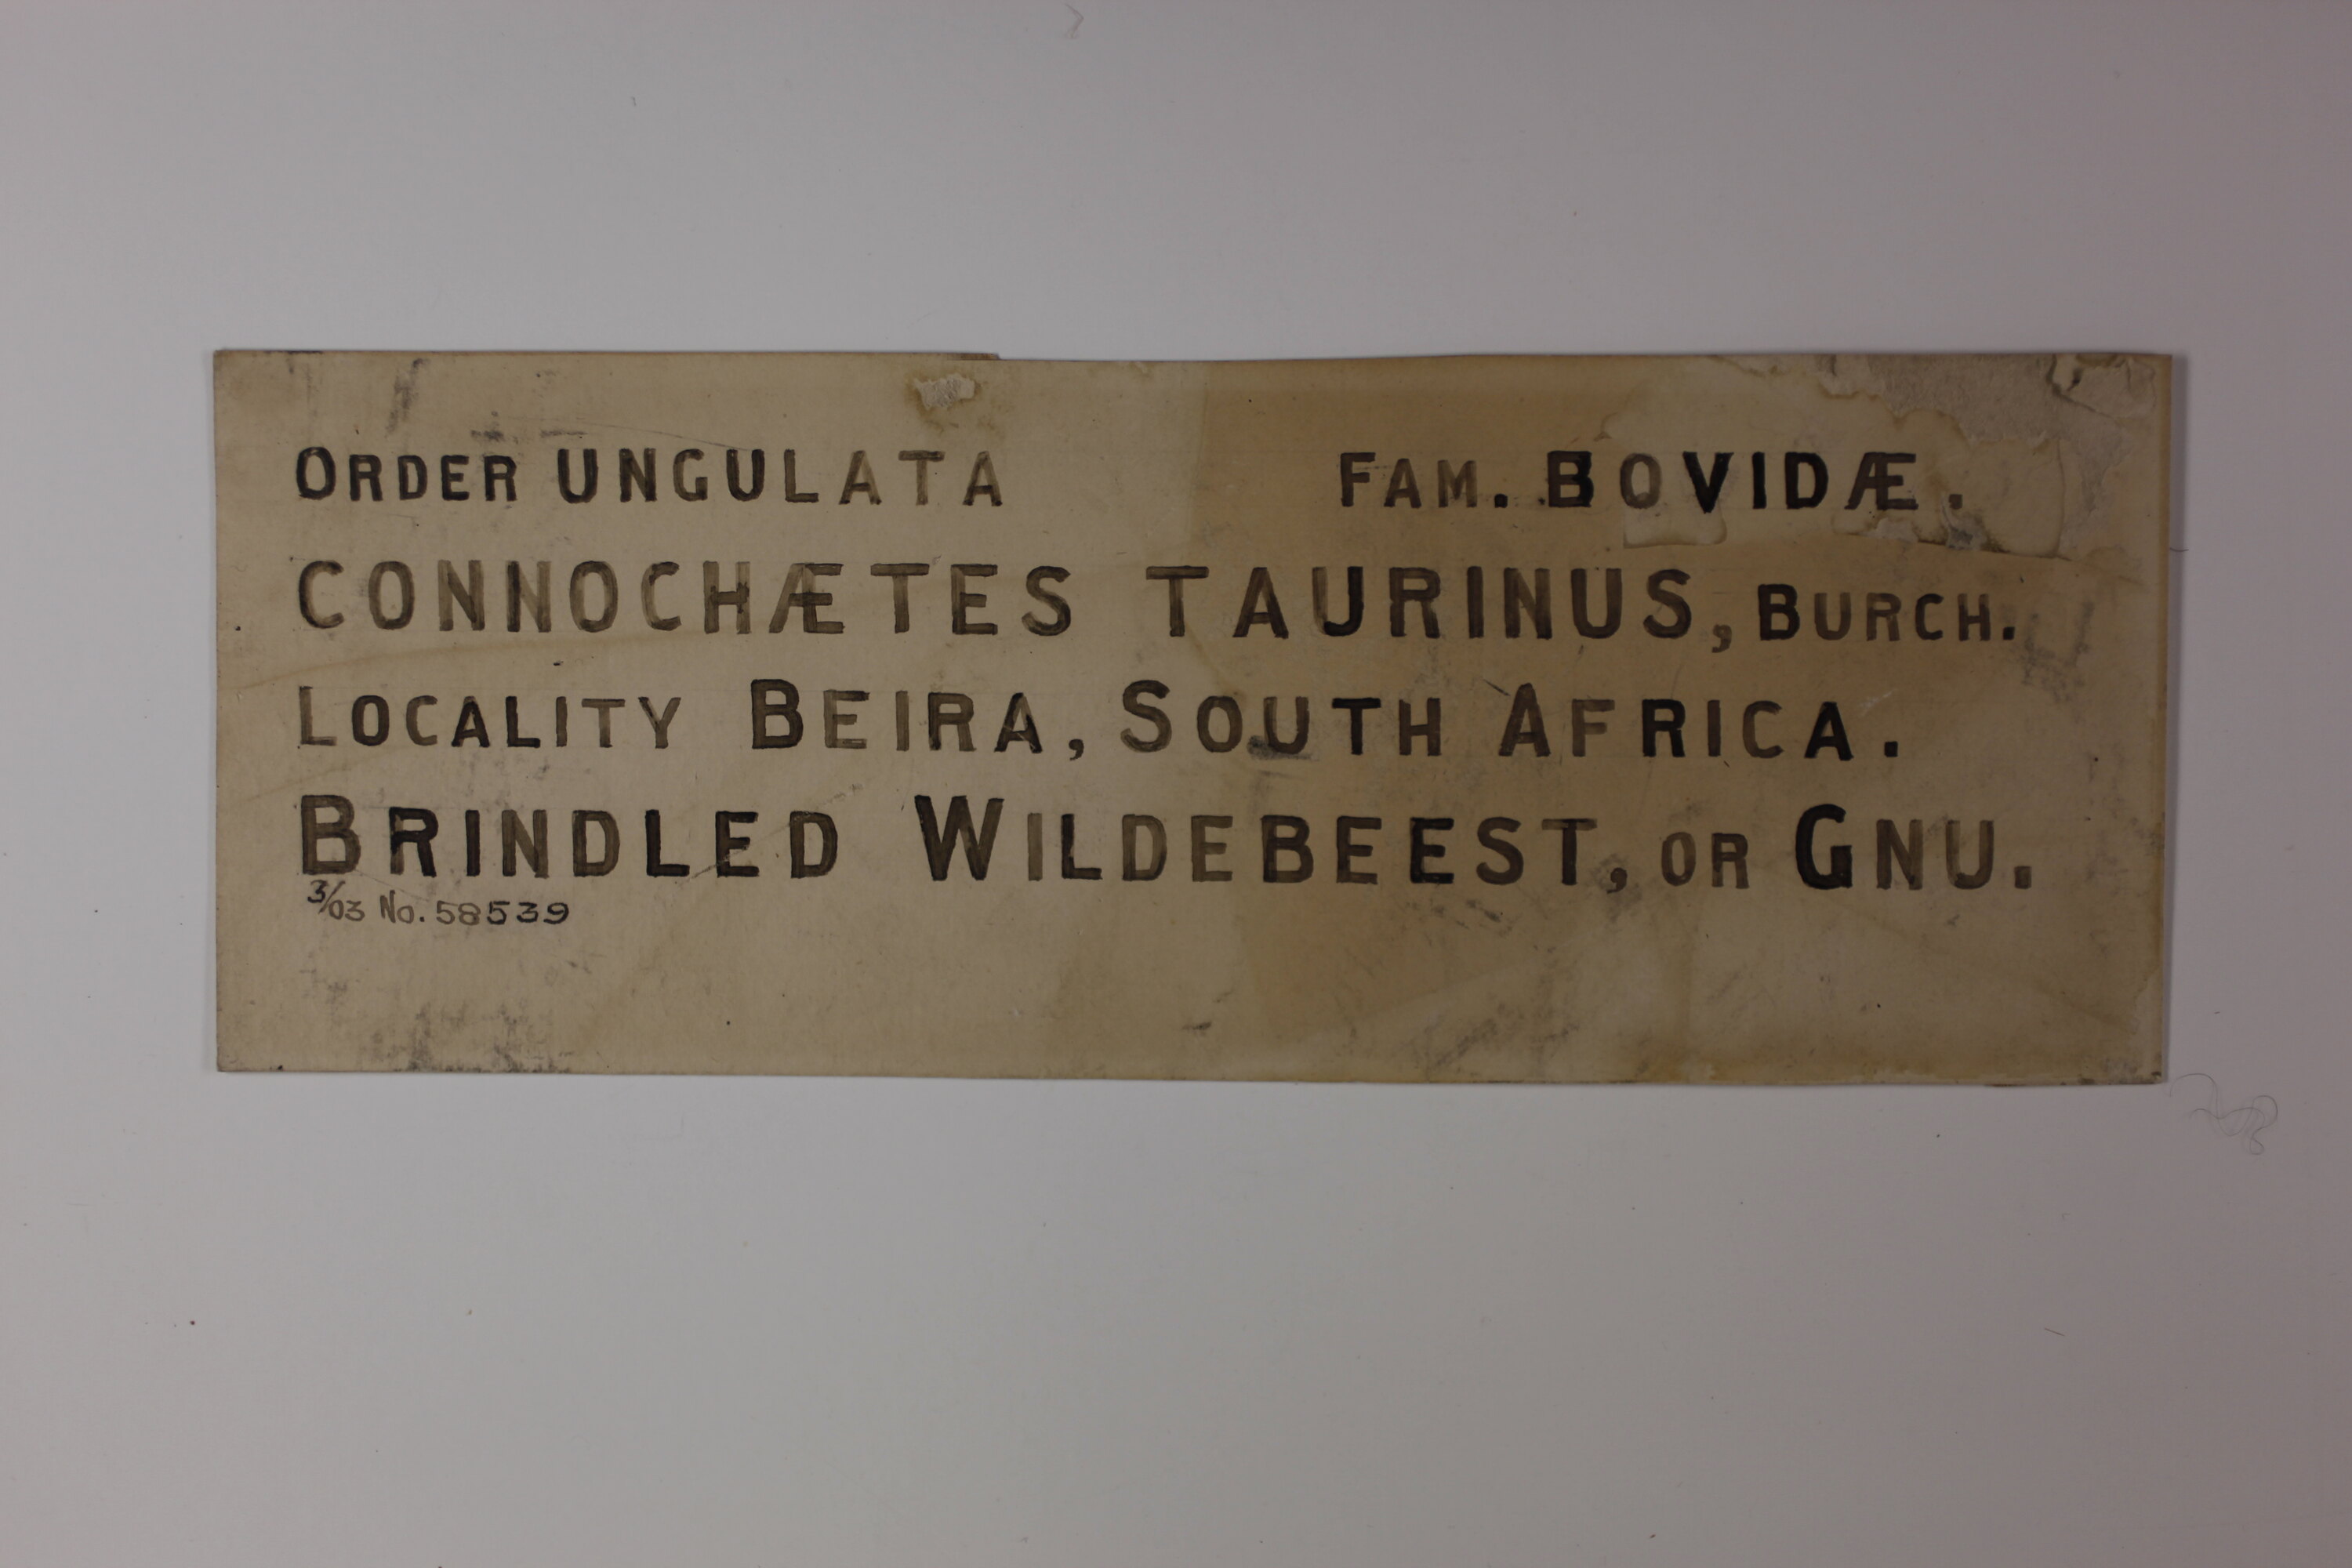 ORDER UNGULATA FAM. BOVIDÆ.
CONNOCHÆTES TAURINUS, BURCH.
LOCALITY BEIRA, SOUTH AFRICA.
BRINDLED WILDEBEEST, OR GNU.
3/03 No. 58539